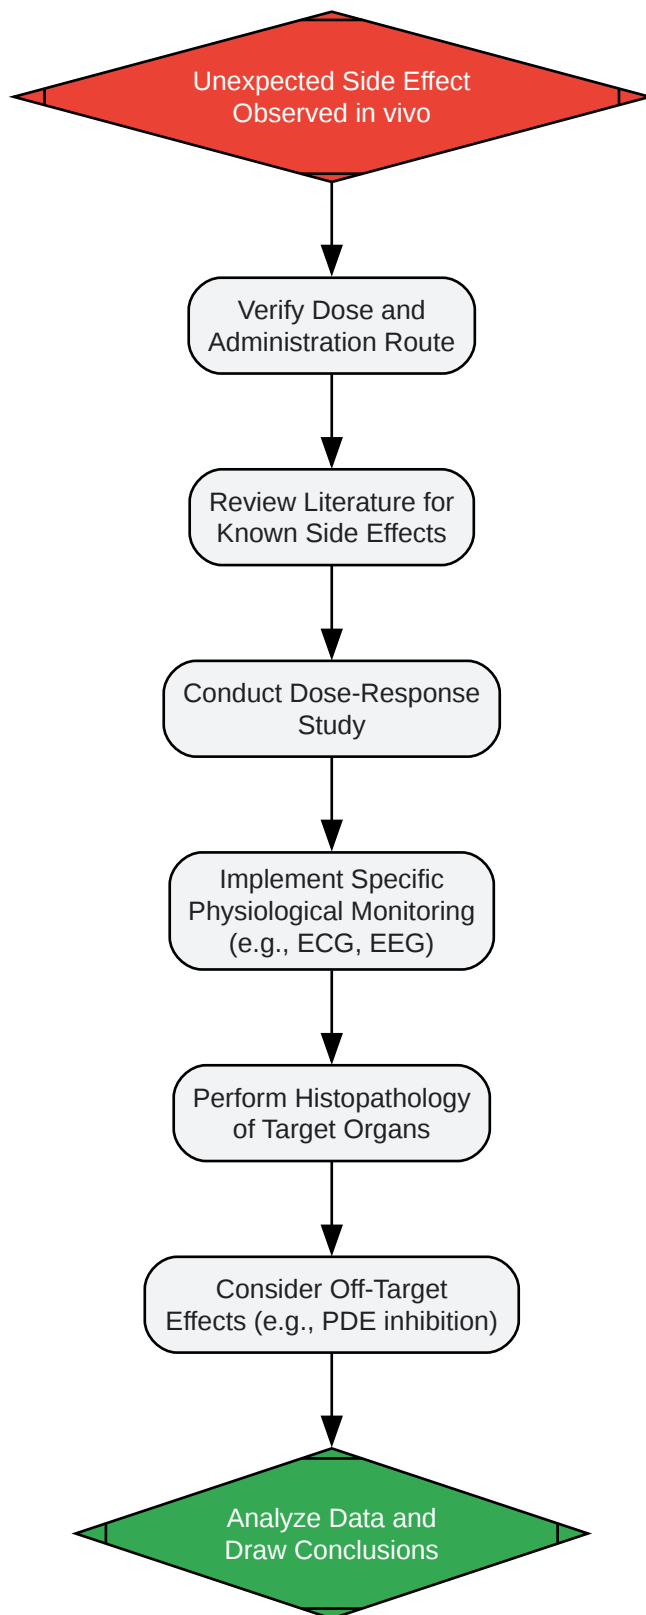 Unexpected Side Effect
Observed in vivo
Verify Dose and
Administration Route
Review Literature for
Known Side Effects
Conduct Dose-Response
Study
Implement Specific
Physiological Monitoring
(e.g., ECG, EEG)
Perform Histopathology
of Target Organs
Consider Off-Target
Effects (e.g., PDE inhibition)
Analyze Data and
Draw Conclusions